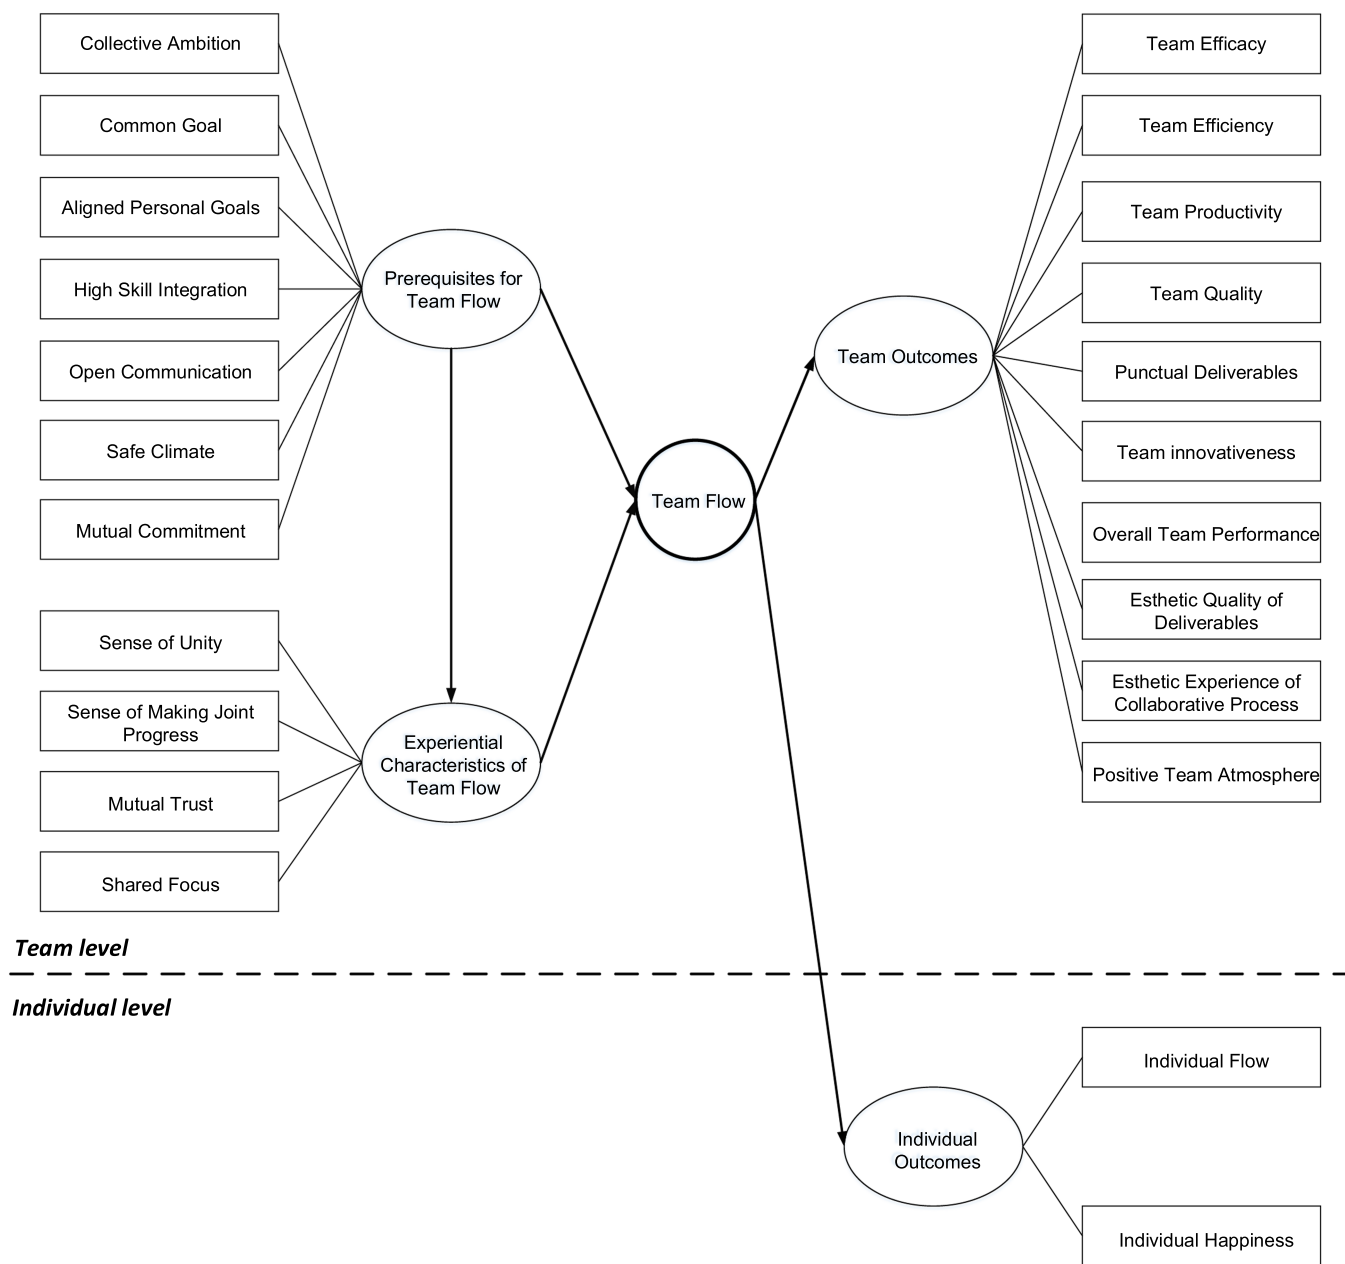 Collective Ambition
Common Goal
Aligned Personal Goals
High Skill Integration
Open Communication
Safe Climate
Mutual Commitment
Sense of Unity
Sense of Making Joint
Progress
Mutual Trust
Shared Focus
Prerequisites for
Team Flow
Experiential
Characteristics of
Team Flow
Team Flow
Team Outcomes
Team Efficacy
Team Efficiency
Team Productivity
Team Quality
Punctual Deliverables
Team innovativeness
Overall Team Performance
Esthetic Quality of
Deliverables
Esthetic Experience of
Collaborative Process
Positive Team Atmosphere
Team level
Individual level
Individual
Outcomes
Individual Flow
Individual Happiness